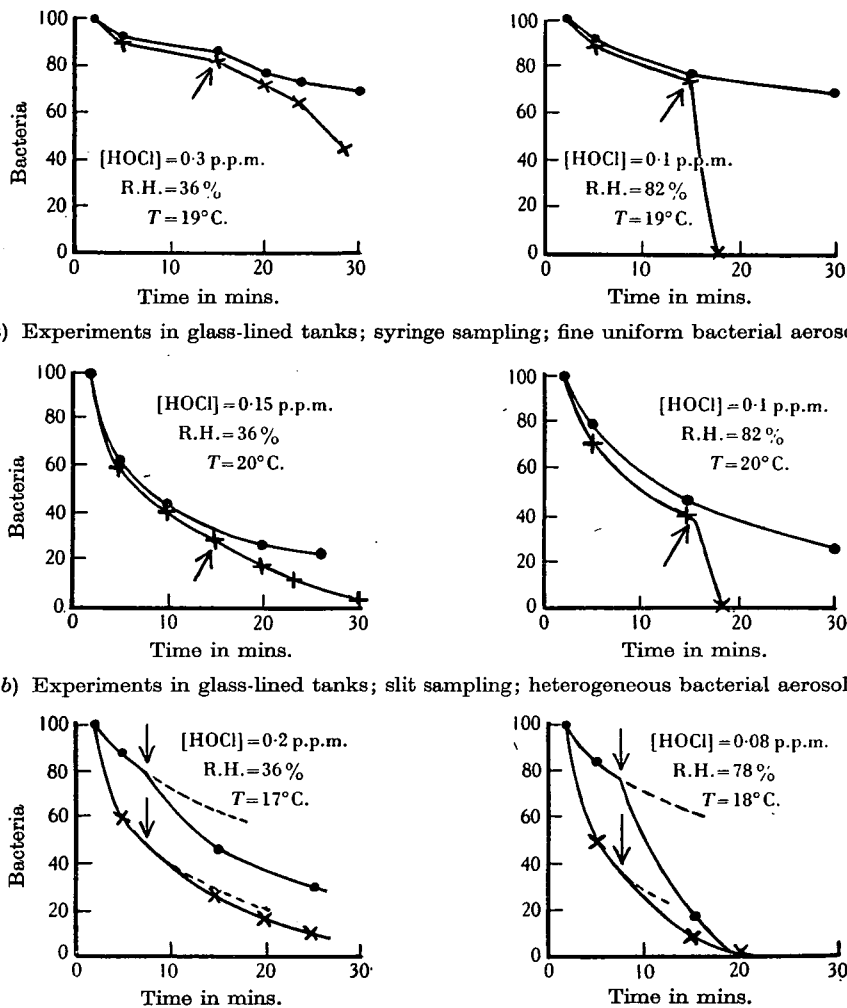 100
80
60
40
20
0
Bacteria
[HOCl] = 0·3 p.p.m.
R.H. = 36 %
T = 19°C.
0 10 20 30
Time in mins.
100
80
60
40
20
0
[HOCl] = 0·1 p.p.m.
R.H. = 82 %
T = 19°C.
0 10 20 30
Time in mins.
) Experiments in glass-lined tanks; syringe sampling; fine uniform bacterial aeroso
100
80
60
40
20
0
Bacteria
[HOCl] = 0·15 p.p.m.
R.H. = 36 %
T = 20°C.
0 10 20 30
Time in mins.
100
80
60
40
20
0
[HOCl] = 0·1 p.p.m.
R.H. = 82 %
T = 20°C.
0 10 20 30
Time in mins.
b) Experiments in glass-lined tanks; slit sampling; heterogeneous bacterial aerosol
100
80
60
40
20
0
Bacteria
[HOCl] = 0·2 p.p.m.
R.H. = 36 %
T = 17°C.
0 10 20 30
Time in mins.
100
80
60
40
20
0
[HOCl] = 0·08 p.p.m.
R.H. = 78 %
T = 18°C.
0 10 20 30
Time in mins.